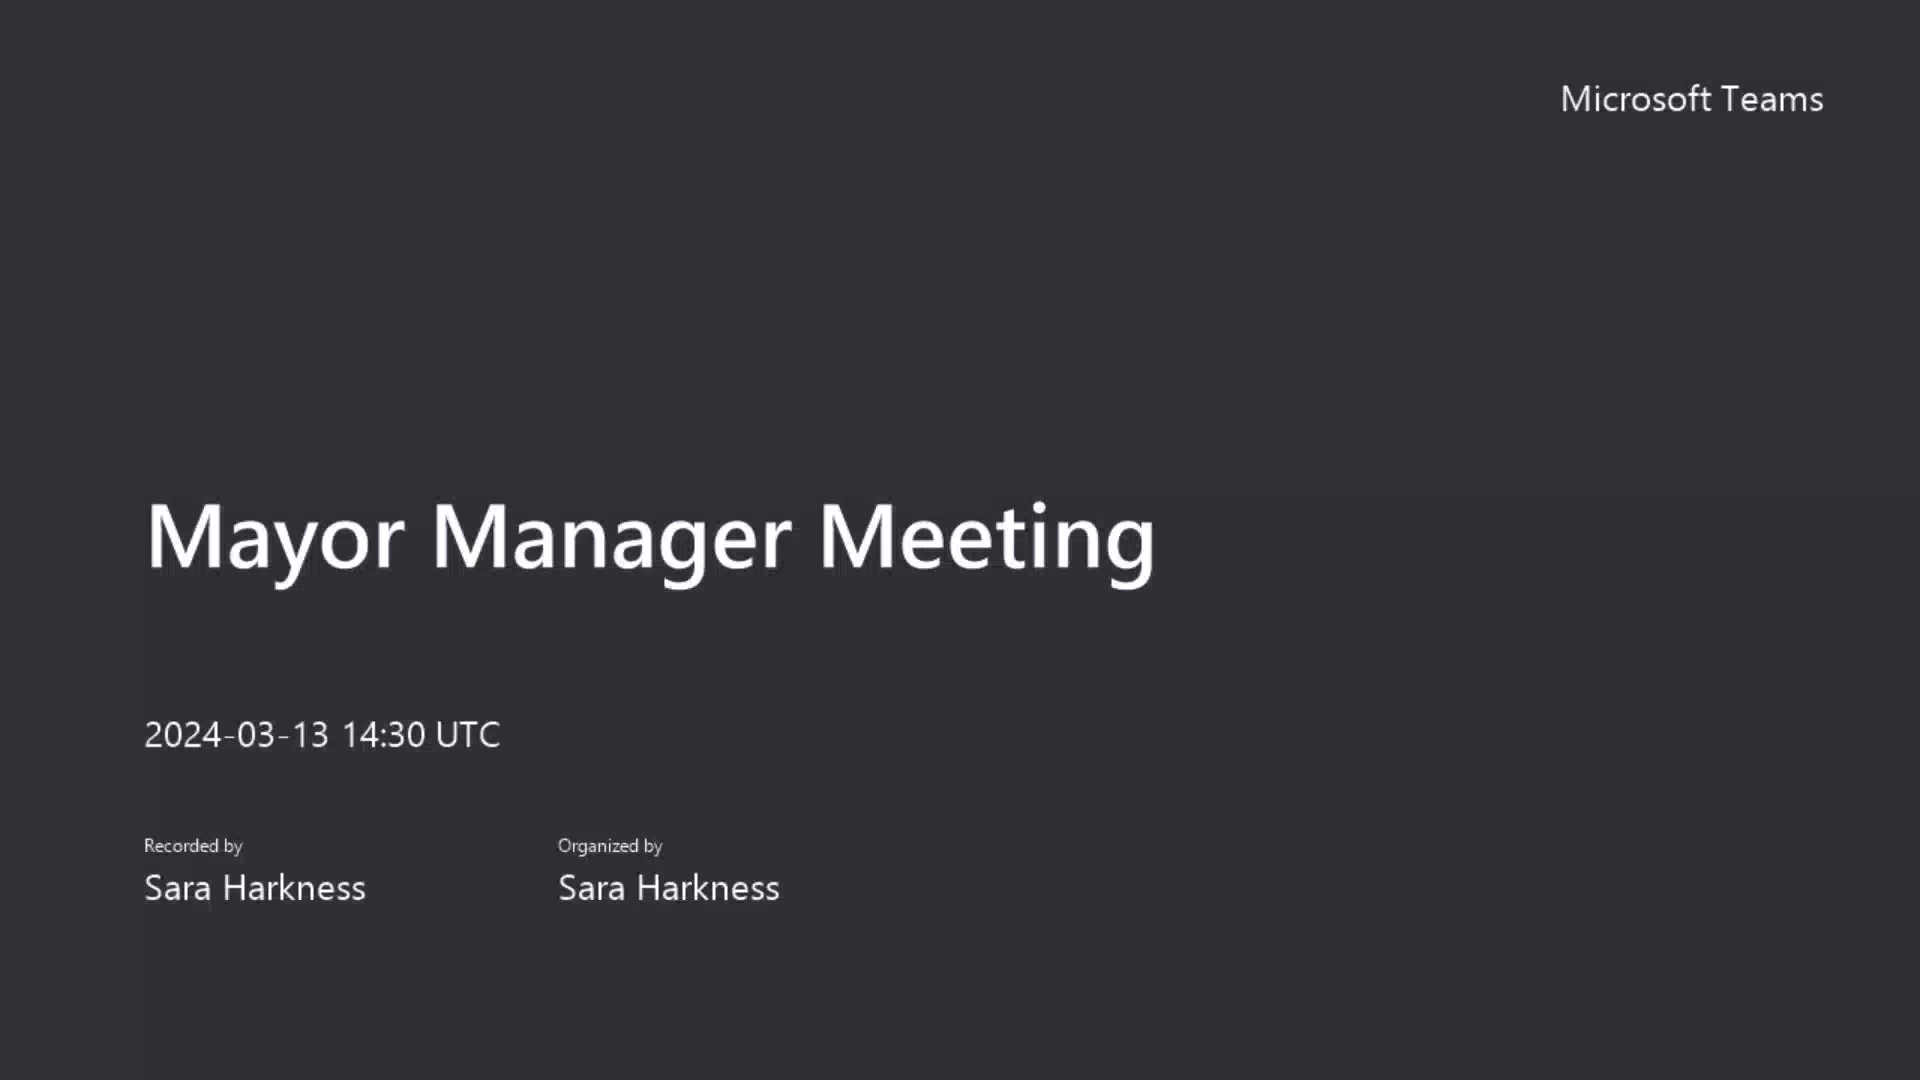 Microsoft Teams
Mayor Manager Meeting
2024-03-13 14:30 UTC
Recorded by
Sara Harkness
Organized by
Sara Harkness